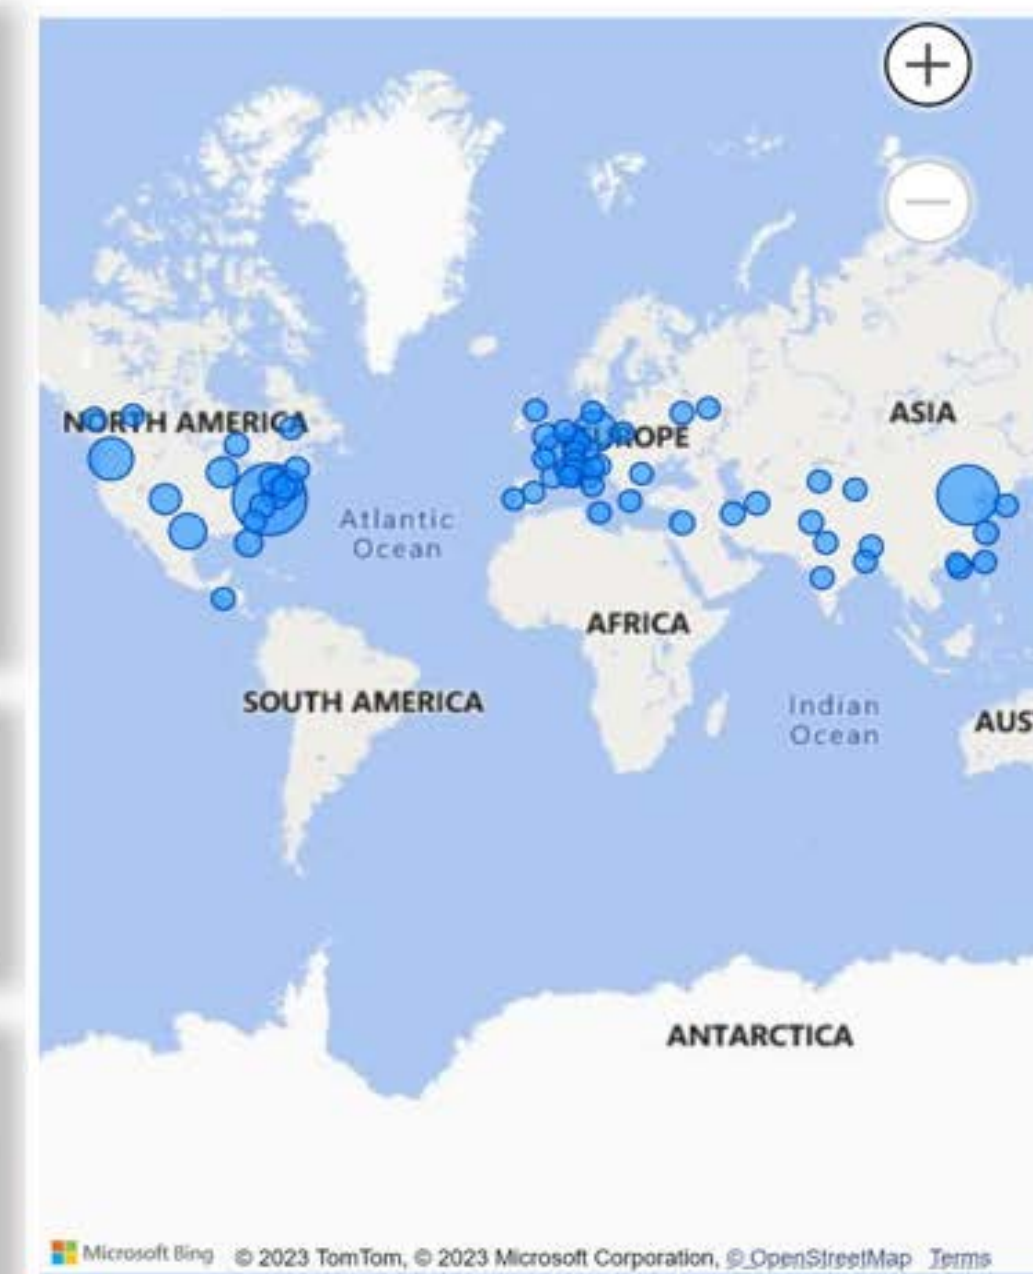 NORTH AMERICA
EUROPE
ASIA
Atlantic
Ocean
AFRICA
SOUTH AMERICA
Indian
Ocean
AUS
ANTARCTICA
Microsoft Bing © 2023 TomTom, © 2023 Microsoft Corporation, © OpenStreetMap Terms